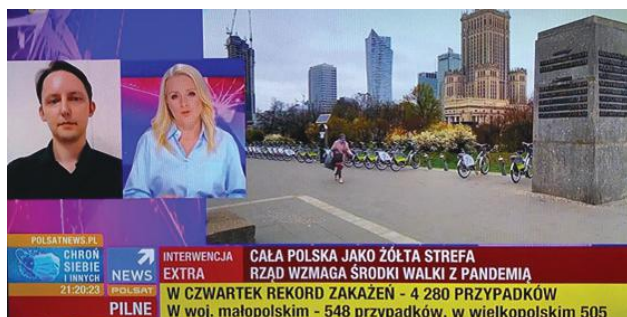 POLSATNEWS.PL
CHROŃ
SIEBIE
I INNYCH
21:20:23
NEWS
POLSAT
PILNE
INTERWENCJA
EXTRA
CAŁA POLSKA JAKO ŻÓŁTA STREFA
RZĄD WZMAGA ŚRODKI WALKI Z PANDEMIĄ
W CZWARTEK REKORD ZAKAŻEŃ - 4 280 PRZYPADKÓW
W woj. małopolskim - 548 przypadków, w wielkopolskim 505